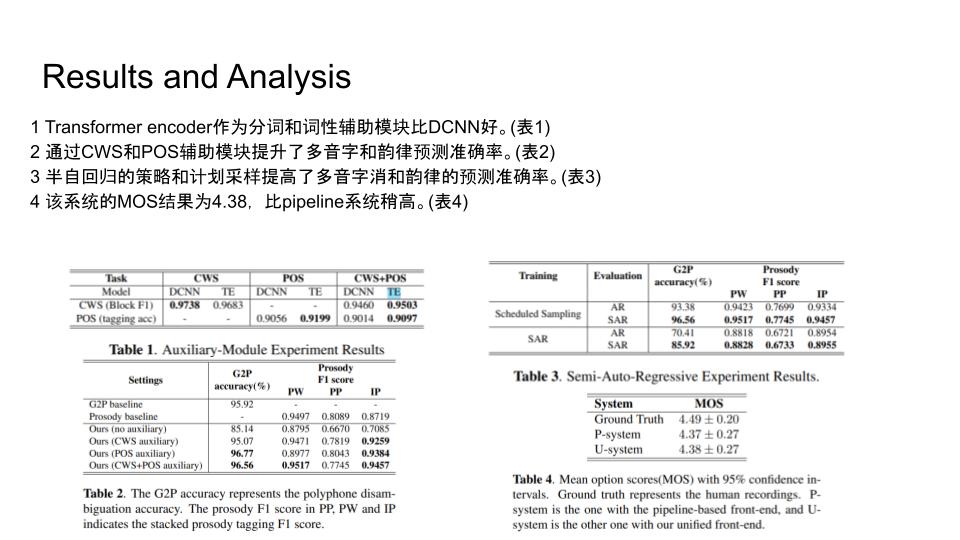 Results and Analysis
1 Transformer encoder作为分词和词性辅助模块比DCNN好。(表1)
2 通过CWS和POS辅助模块提升了多音字和韵律预测准确率。(表2)
3 半自回归的策略和计划采样提高了多音字消和韵律的预测准确率。(表3)
4 该系统的MOS结果为4.38，比pipeline系统稍高。(表4)
Task CWS POS CWS+POS
Model DCNN TE DCNN TE DCNN TE
CWS (Block F1) 0.9738 0.9683 - - 0.9460 0.9503
POS (tagging acc) - - 0.9056 0.9199 0.9014 0.9097
Table 1. Auxiliary-Module Experiment Results
Settings G2P accuracy(%) Prosody F1 score
PW PP IP
G2P baseline 95.92 - - -
Prosody baseline - 0.9497 0.8089 0.8719
Ours (no auxiliary) 85.14 0.8795 0.6670 0.7085
Ours (CWS auxiliary) 95.07 0.9471 0.7819 0.9259
Ours (POS auxiliary) 96.77 0.8977 0.8043 0.9384
Ours (CWS+POS auxiliary) 96.56 0.9517 0.7745 0.9457
Table 2. The G2P accuracy represents the polyphone disam-
biguation accuracy. The prosody F1 score in PP, PW and IP
indicates the stacked prosody tagging F1 score.
Training Evaluation G2P accuracy(%) Prosody F1 score
PW PP IP
Scheduled Sampling AR 93.38 0.9423 0.7699 0.9334
SAR 96.56 0.9517 0.7745 0.9457
SAR AR 70.41 0.8818 0.6721 0.8954
SAR 85.92 0.8828 0.6733 0.8955
Table 3. Semi-Auto-Regressive Experiment Results.
System MOS
Ground Truth 4.49 ± 0.20
P-system 4.37 ± 0.27
U-system 4.38 ± 0.27
Table 4. Mean option scores(MOS) with 95% confidence in-
tervals. Ground truth represents the human recordings. P-
system is the one with the pipeline-based front-end, and U-
system is the other one with our unified front-end.